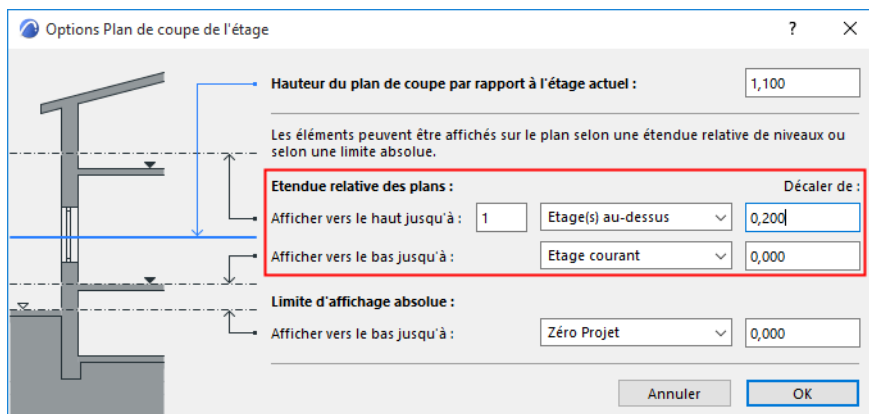 Options Plan de coupe de l'étage ?
Hauteur du plan de coupe par rapport à l'étage actuel : 1,100
Les éléments peuvent être affichés sur le plan selon une étendue relative de niveaux ou
selon une limite absolue.
Etendue relative des plans : Décaler de :
Afficher vers le haut jusqu'à : 1 Etage(s) au-dessus 0,200
Afficher vers le bas jusqu'à : Etage courant 0,000
Limite d'affichage absolue :
Afficher vers le bas jusqu'à : Zéro Projet 0,000
Annuler OK